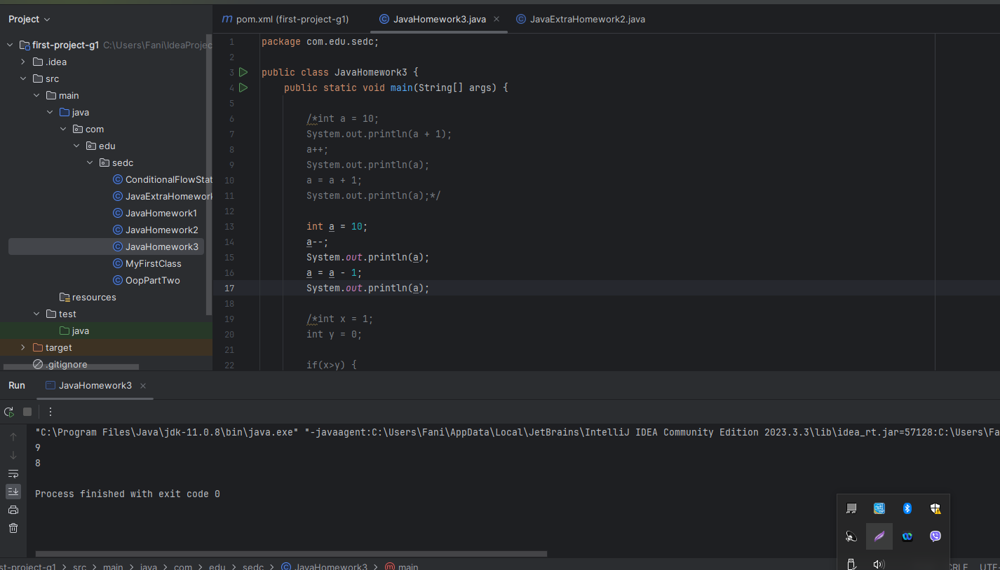 Project
pom.xml (first-project-g1)
JavaHomework3.java
JavaExtraHomework2.java
first-project-g1 C:\Users\Fani\IdeaProjec
.idea
src
main
java
com
edu
sedc
ConditionalFlowStat
JavaExtraHomework
JavaHomework1
JavaHomework2
JavaHomework3
MyFirstClass
OopPartTwo
resources
test
java
target
.gitignore
1 package com.edu.sedc;
2
3 public class JavaHomework3 {
4 public static void main(String[] args) {
5
6 /*int a = 10;
7 System.out.println(a + 1);
8 a++;
9 System.out.println(a);
10 a = a + 1;
11 System.out.println(a);*/
12
13 int a = 10;
14 a--;
15 System.out.println(a);
16 a = a - 1;
17 System.out.println(a);
18
19 /*int x = 1;
20 int y = 0;
21
22 if(x>y) {
Run JavaHomework3
"C:\Program Files\Java\jdk-11.0.8\bin\java.exe" "-javaagent:C:\Users\Fani\AppData\Local\JetBrains\IntelliJ IDEA Community Edition 2023.3.3\lib\idea_rt.jar=57128:C:\Users\Fa
9
8
Process finished with exit code 0
st-project-g1 > src > main > java > com > edu > sedc > JavaHomework3 > main CRLF UTF-